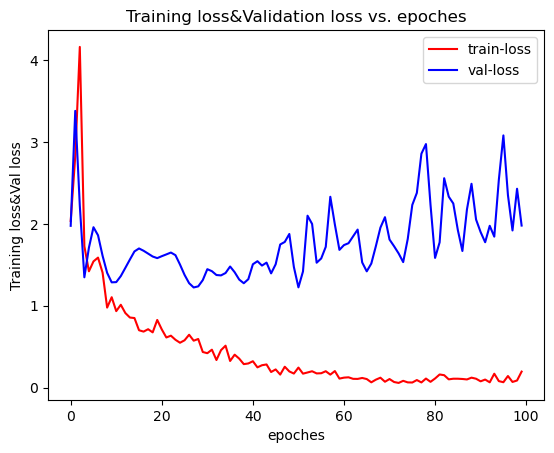 Training loss&Validation loss vs. epoches
train-loss
val-loss
Training loss&Val loss
4
3
2
1
0
0 20 40 60 80 100
epoches